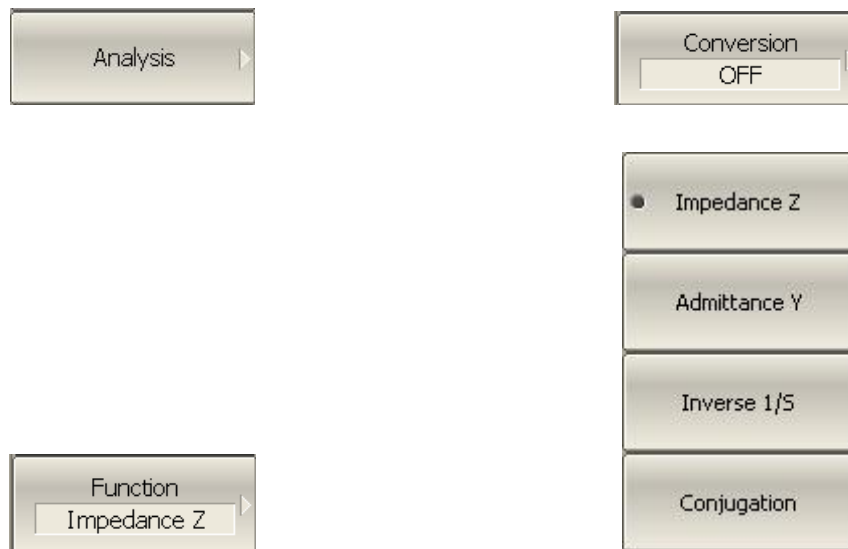 Analysis
Conversion
OFF
Impedance Z
Admittance Y
Inverse 1/S
Conjugation
Function
Impedance Z